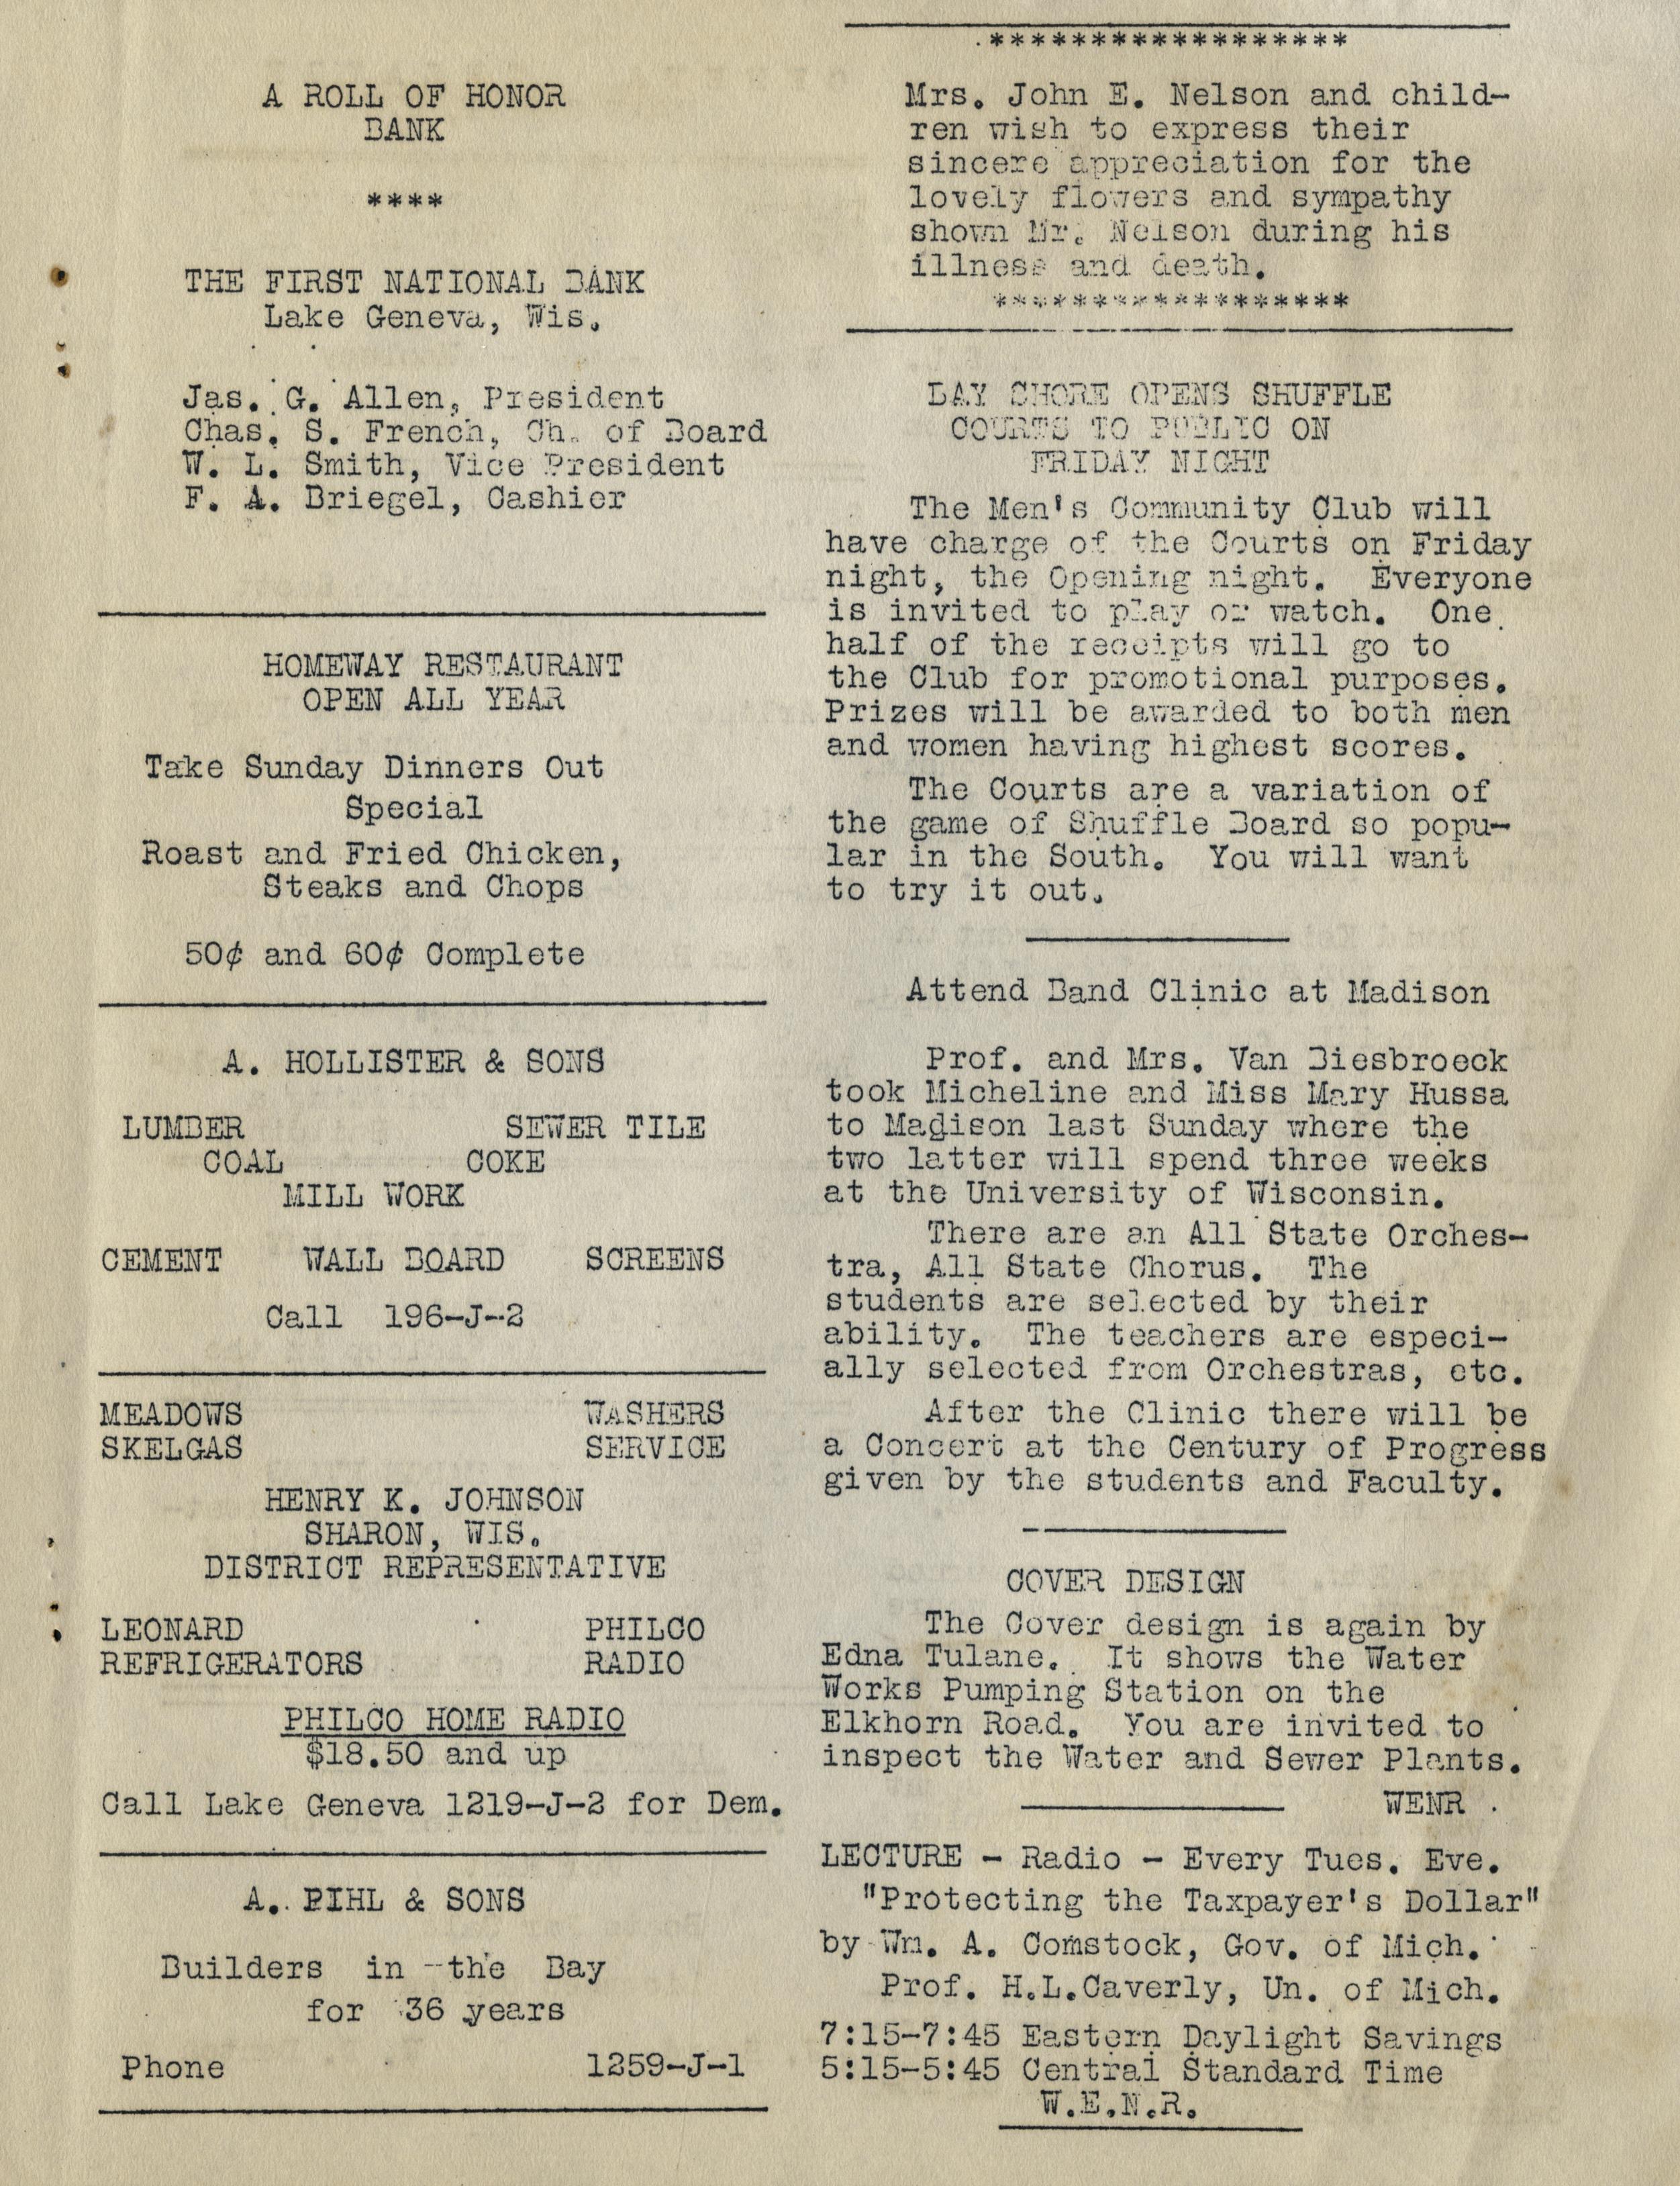 A ROLL OF HONOR
BANK
****
THE FIRST NATIONAL BANK
Lake Geneva, Wis.
Jas. G. Allen, President
Chas. S. French, Ch. of Board
W. L. Smith, Vice President
F. A. Briegel, Cashier
HOMEWAY RESTAURANT
OPEN ALL YEAR
Take Sunday Dinners Out
Special
Roast and Fried Chicken,
Steaks and Chops
50¢ and 60¢ Complete
A. HOLLISTER & SONS
LUMBER SEWER TILE
COAL COKE
MILL WORK
CEMENT WALL BOARD SCREENS
Call 196-J-2
MEADOWS WASHERS
SKELGAS SERVICE
HENRY K. JOHNSON
SHARON, WIS.
DISTRICT REPRESENTATIVE
LEONARD PHILCO
REFRIGERATORS RADIO
PHILCO HOME RADIO
$18.50 and up
Call Lake Geneva 1219-J-2 for Dem.
A. PIHL & SONS
Builders in the Bay
for 36 years
Phone 1259-J-1
******************
Mrs. John E. Nelson and child-
ren wish to express their
sincere appreciation for the
lovely flowers and sympathy
shown Mr. Nelson during his
illness and death.
******************
BAY SHORE OPENS SHUFFLE
COURTS TO PUBLIC ON
FRIDAY NIGHT
The Men's Community Club will
have charge of the Courts on Friday
night, the Opening night. Everyone
is invited to play or watch. One
half of the receipts will go to
the Club for promotional purposes.
Prizes will be awarded to both men
and women having highest scores.
The Courts are a variation of
the game of Shuffle Board so popu-
lar in the South. You will want
to try it out.
Attend Band Clinic at Madison
Prof. and Mrs. Van Biesbroeck
took Micheline and Miss Mary Hussa
to Madison last Sunday where the
two latter will spend three weeks
at the University of Wisconsin.
There are an All State Orches-
tra, All State Chorus. The
students are selected by their
ability. The teachers are especi-
ally selected from Orchestras, etc.
After the Clinic there will be
a Concert at the Century of Progress
given by the students and Faculty.
COVER DESIGN
The Cover design is again by
Edna Tulane. It shows the Water
Works Pumping Station on the
Elkhorn Road. You are invited to
inspect the Water and Sewer Plants.
WENR
LECTURE - Radio - Every Tues. Eve.
"Protecting the Taxpayer's Dollar"
by Wm. A. Comstock, Gov. of Mich.
Prof. H.L.Caverly, Un. of Mich.
7:15-7:45 Eastern Daylight Savings
5:15-5:45 Central Standard Time
W.E.N.R.